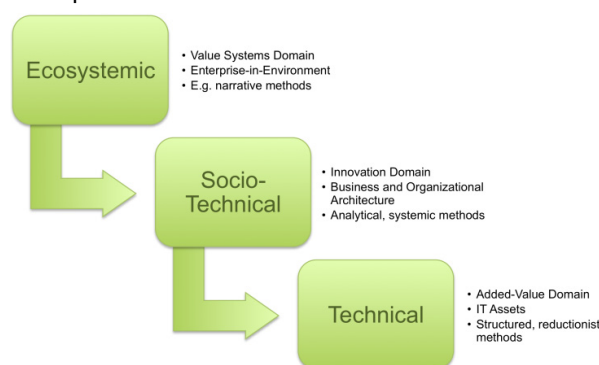 Ecosystemic
• Value Systems Domain
• Enterprise-in-Environment
• E.g. narrative methods
Socio-
Technical
• Innovation Domain
• Business and Organizational
Architecture
• Analytical, systemic methods
Technical
• Added-Value Domain
• IT Assets
• Structured, reductionist
methods